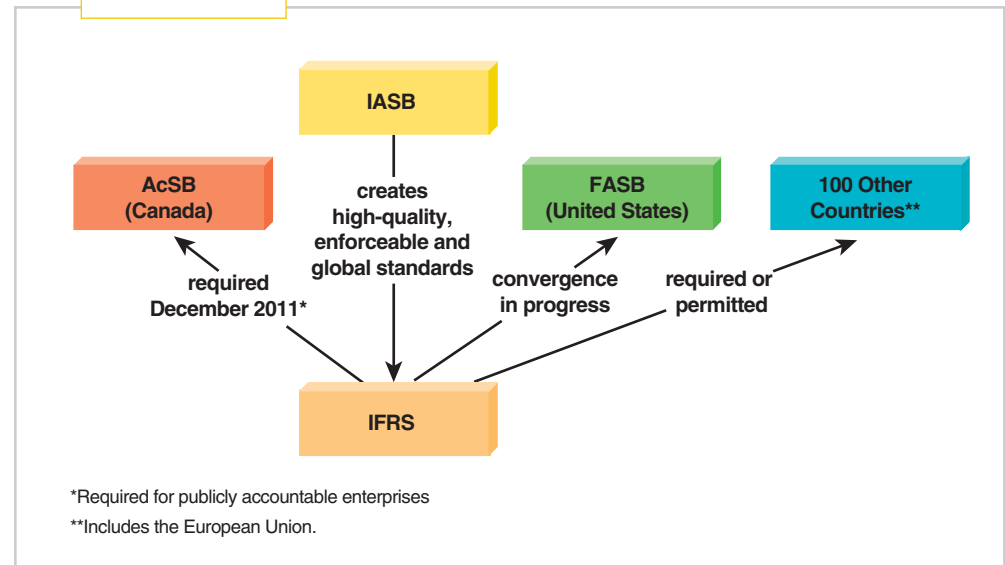 IASB
AcSB
(Canada)
creates
high-quality,
enforceable and
global standards
FASB
(United States)
100 Other
Countries**
required
December 2011*
convergence
in progress
required or
permitted
IFRS
*Required for publicly accountable enterprises
**Includes the European Union.